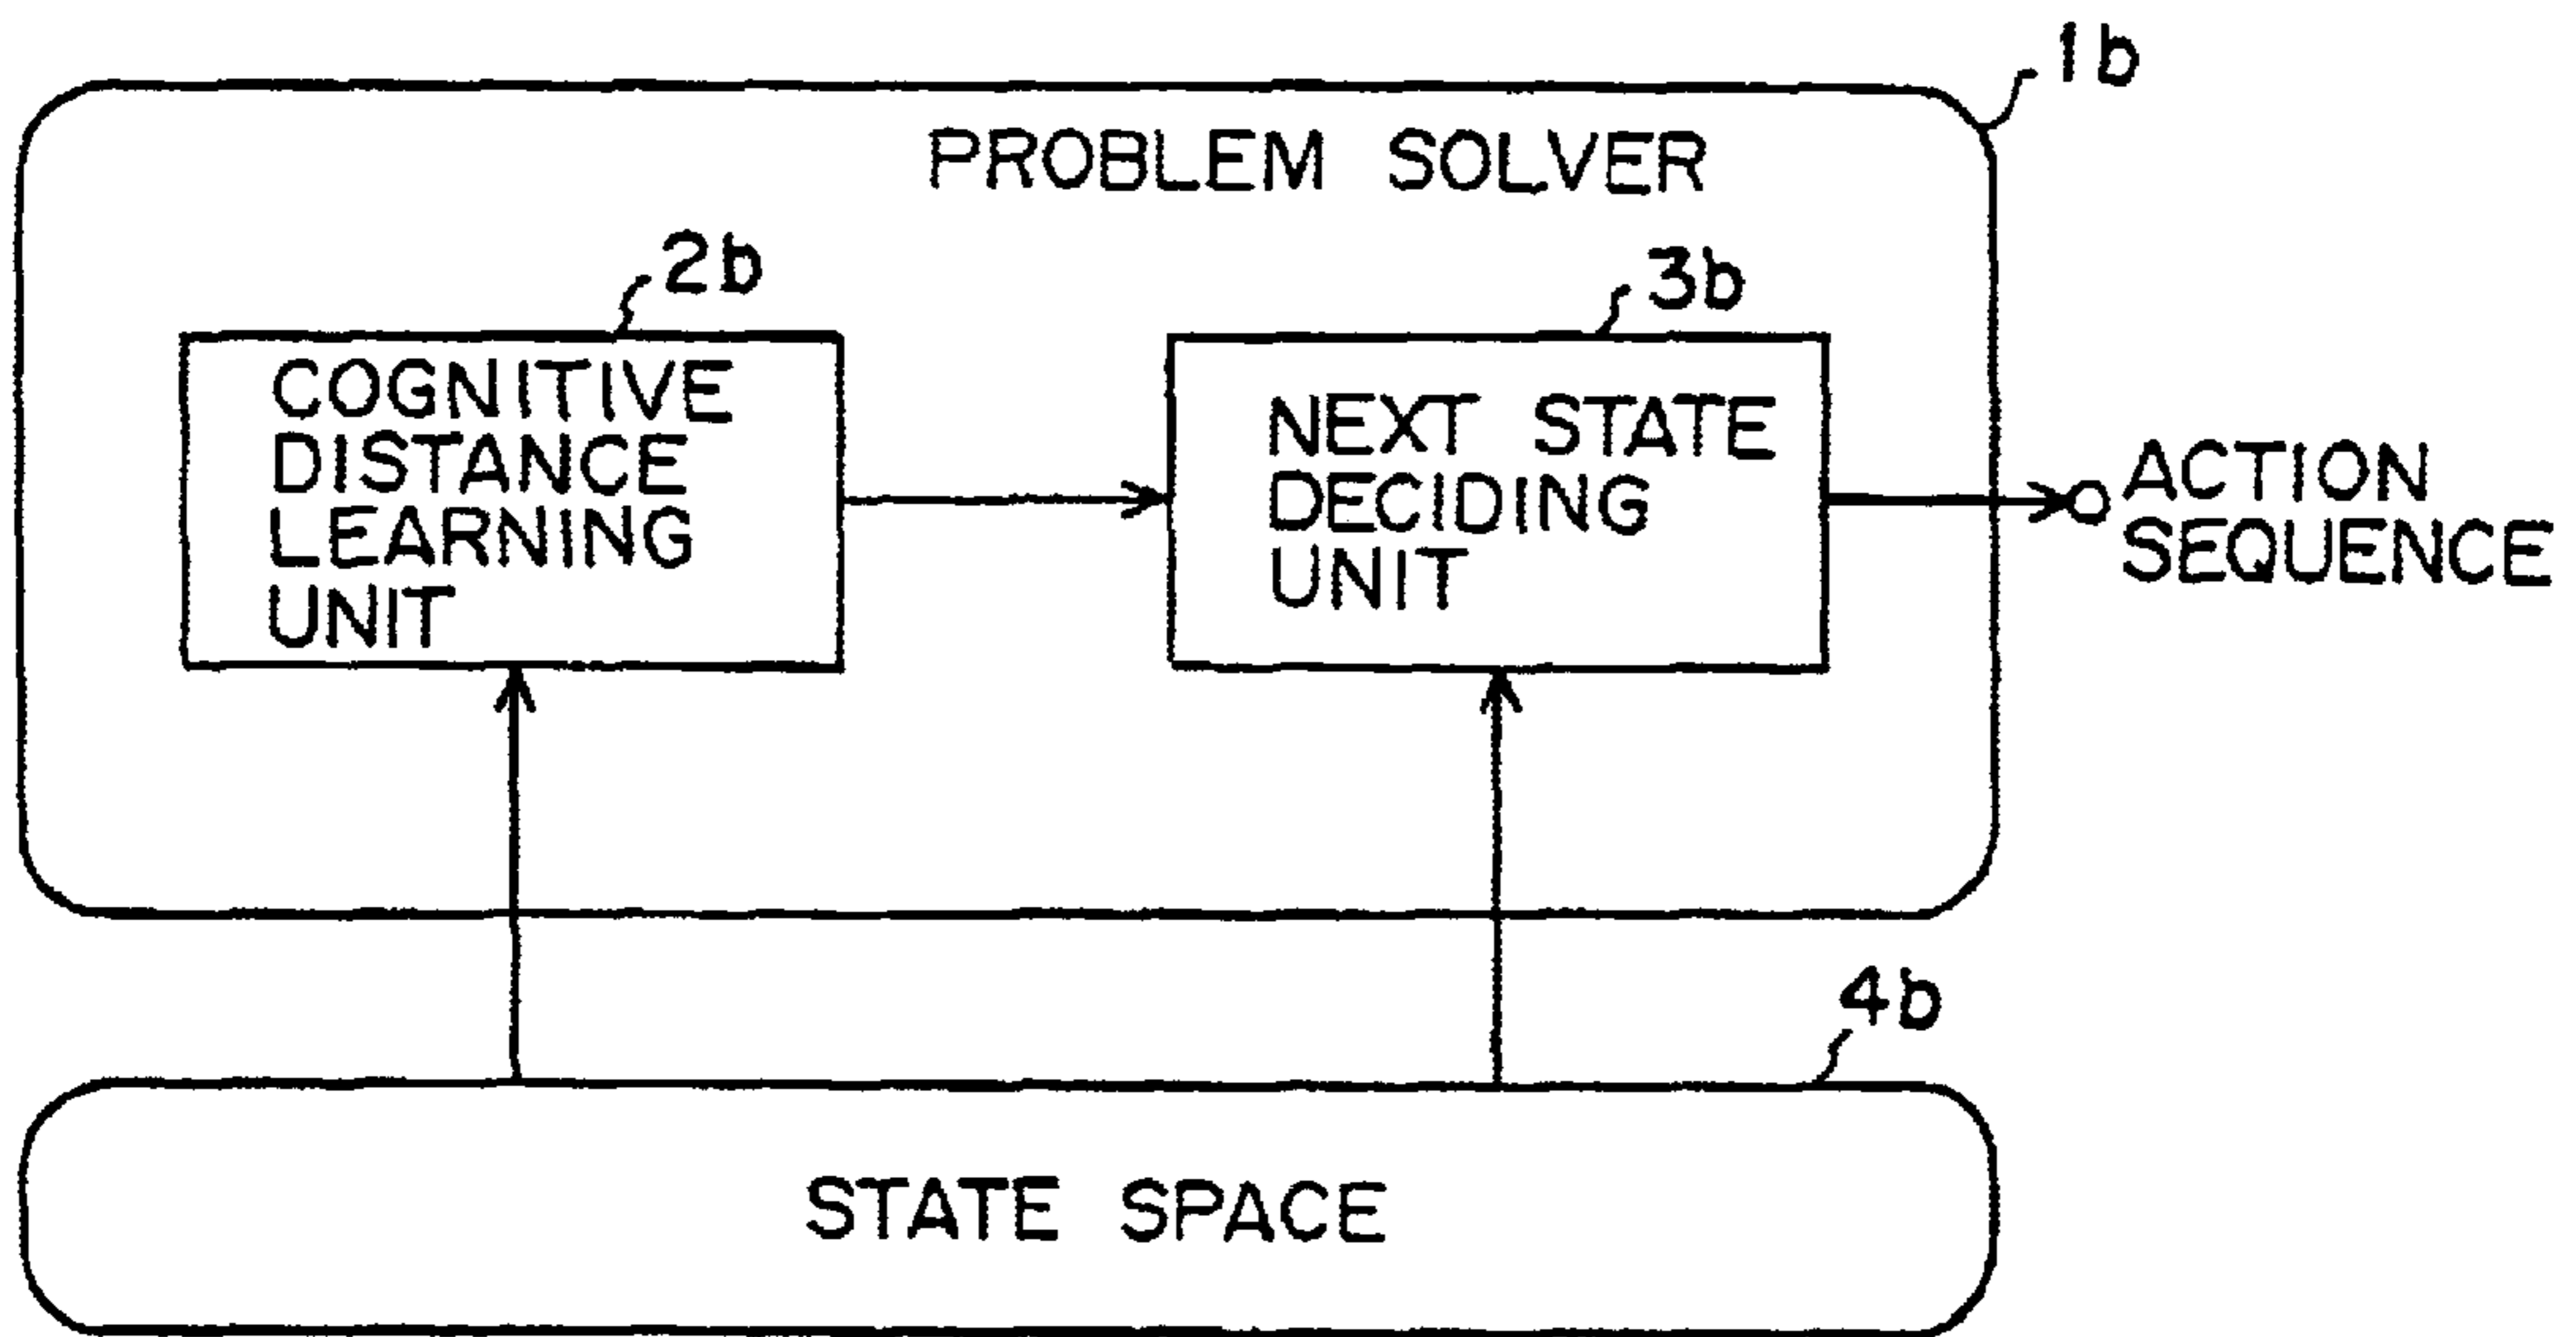 1b
PROBLEM SOLVER
2b
3b
COGNITIVE
DISTANCE
LEARNING
UNIT
NEXT STATE
DECIDING
UNIT
ACTION
SEQUENCE
4b
STATE SPACE